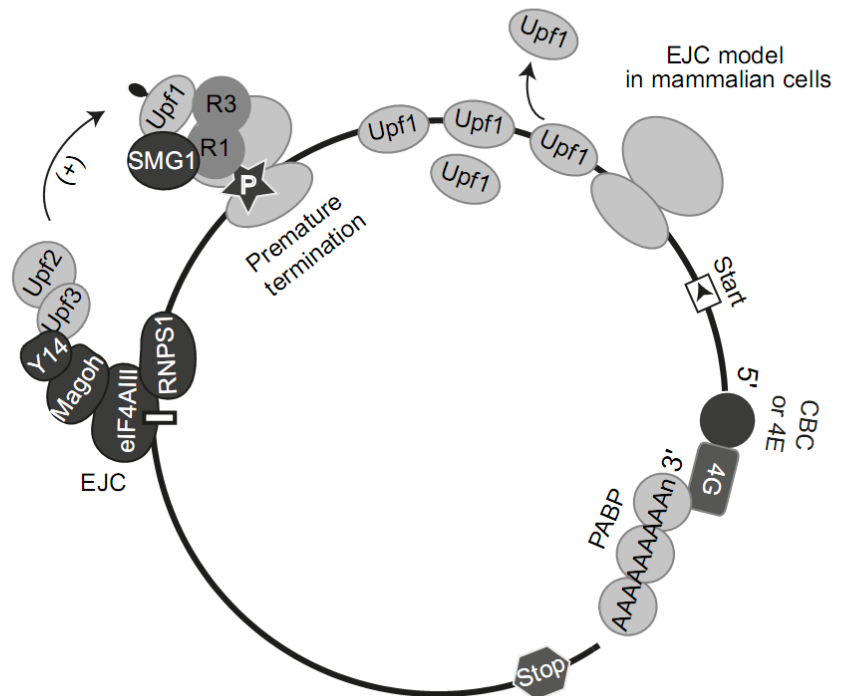 Upf1
EJC model
in mammalian cells
Upf1
R3
Upf1
Upf1
Upf1
R1
SMG1
(+)
P
Upf1
Premature
termination
Start
Upf2
Upf3
Y14
Magoh
eIF4AIII
RNPS1
EJC
5'
CBC
or 4E
4G
3'
PABP
AAAAAAAAAAn
Stop